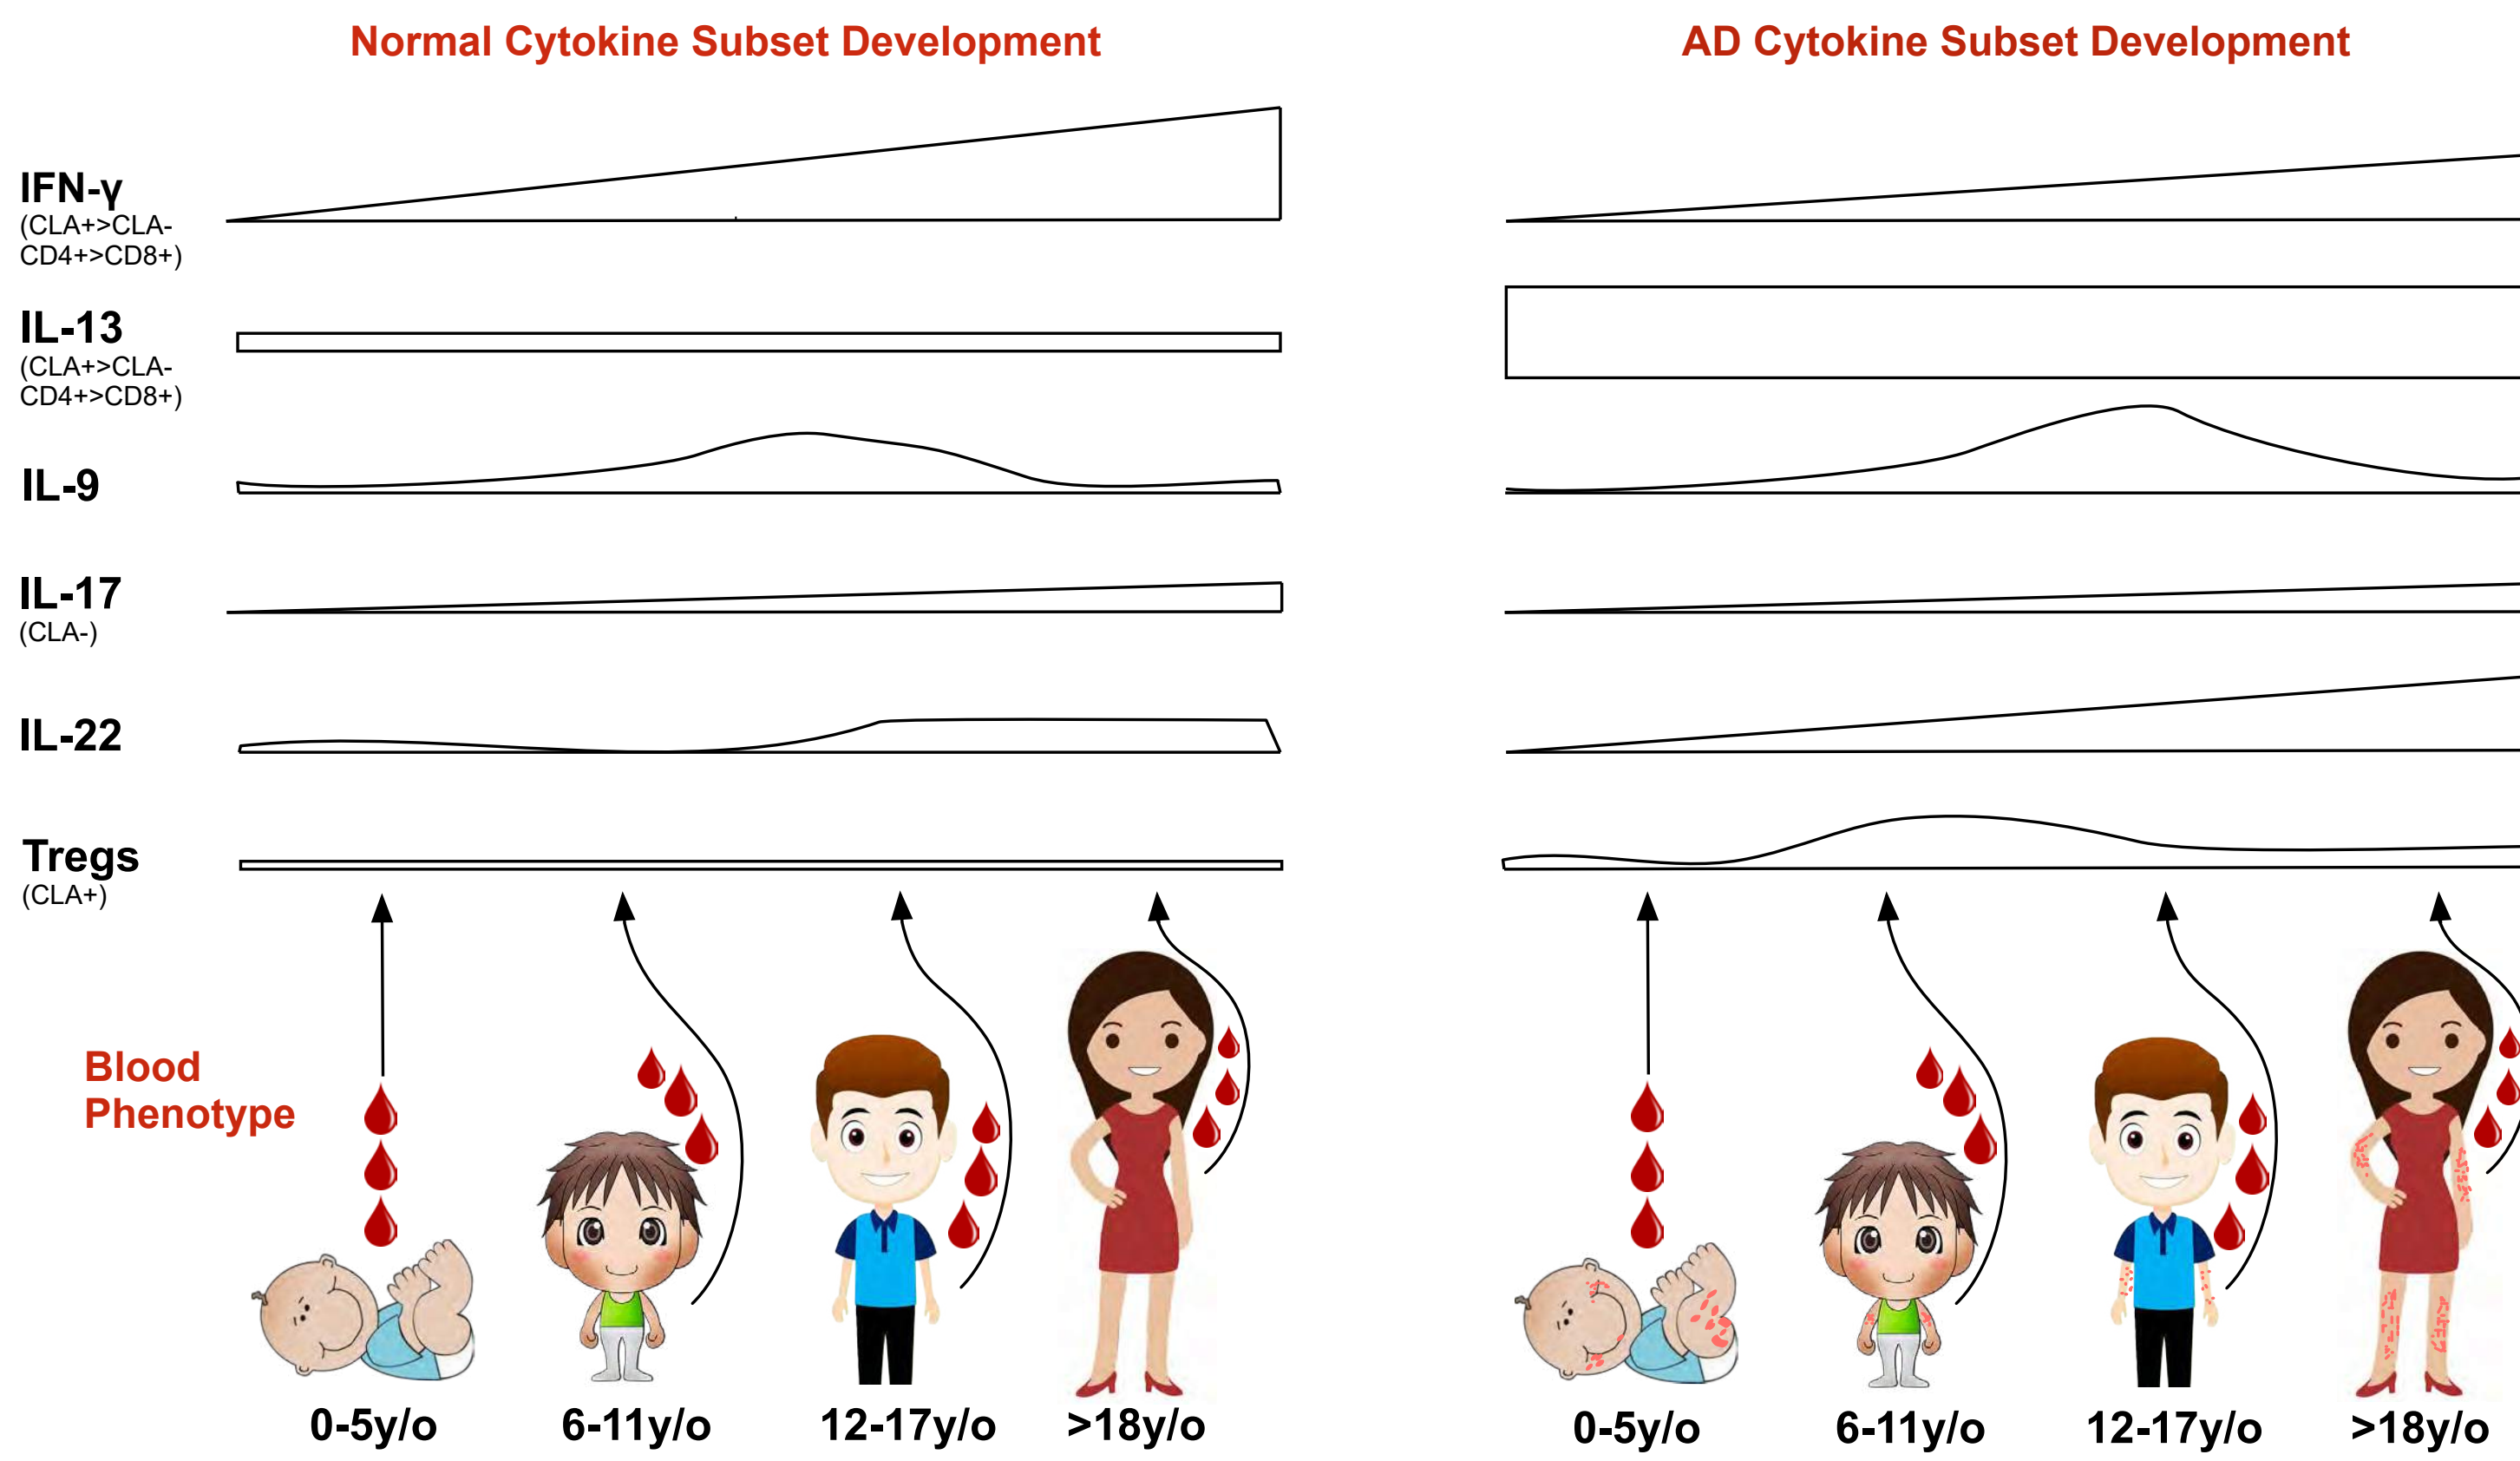 Normal Cytokine Subset Development
AD Cytokine Subset Development
IFN-γ
(CLA+>CLA-
CD4+>CD8+)
IL-13
(CLA+>CLA-
CD4+>CD8+)
IL-9
IL-17
(CLA-)
IL-22
Tregs
(CLA+)
Blood
Phenotype
0-5y/o
6-11y/o
12-17y/o
>18y/o
0-5y/o
6-11y/o
12-17y/o
>18y/o